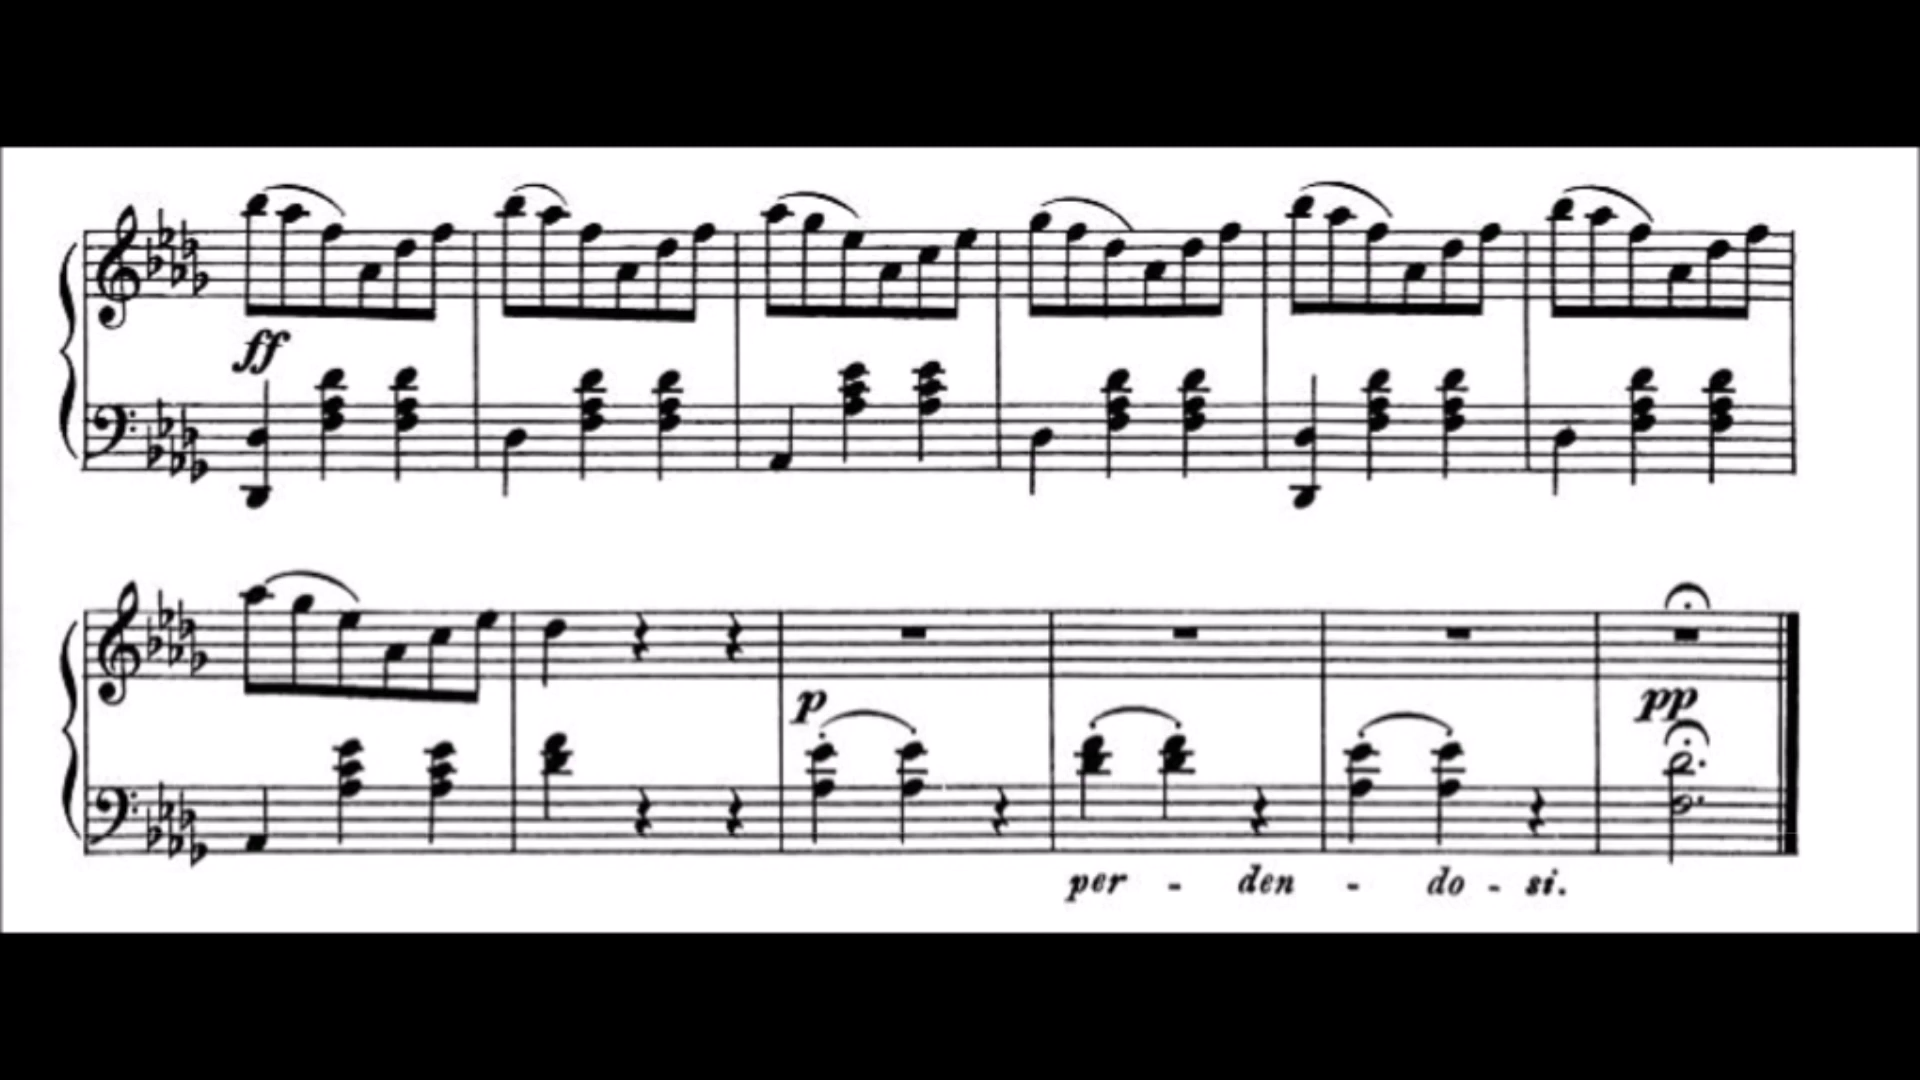 ff
p
pp
per - den - do - si.